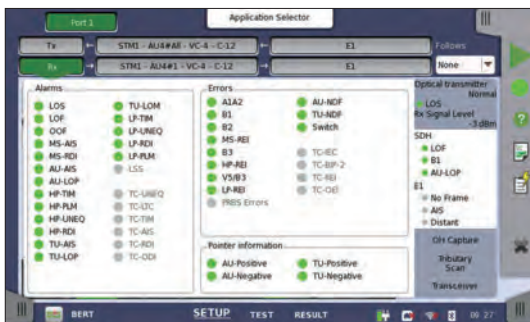 Port 1
Application Selector
Tx
STM1 - AU4#All - VC-4 - C-12
E1
Follows
Rx
STM1 - AU4#1 - VC-4 - C-12
E1
None
Alarms
LOS
LOF
OOF
MS-AIS
MS-RDI
AU-AIS
AU-LOP
HP-TIM
HP-PLM
HP-UNEQ
HP-RDI
TU-AIS
TU-LOP
TU-LOM
LP-TIM
LP-UNEQ
LP-RDI
LP-PLM
LSS
TC-UNEQ
TC-LTC
TC-TIM
TC-AIS
TC-RDI
TC-ODI
Errors
A1A2
B1
B2
MS-REI
B3
HP-REI
V5/B3
LP-REI
PRBS Errors
AU-NDF
TU-NDF
Switch
TC-IEC
TC-BIP-2
TC-REI
TC-OEI
Pointer information
AU-Positive
AU-Negative
TU-Positive
TU-Negative
Optical transmitter
Normal
LOS
Rx Signal Level
-3 dBm
SDH
LOF
B1
AU-LOP
E1
No Frame
AIS
Distant
OH Capture
Tributary
Scan
Transceiver
BERT
SETUP
TEST
RESULT
09:27